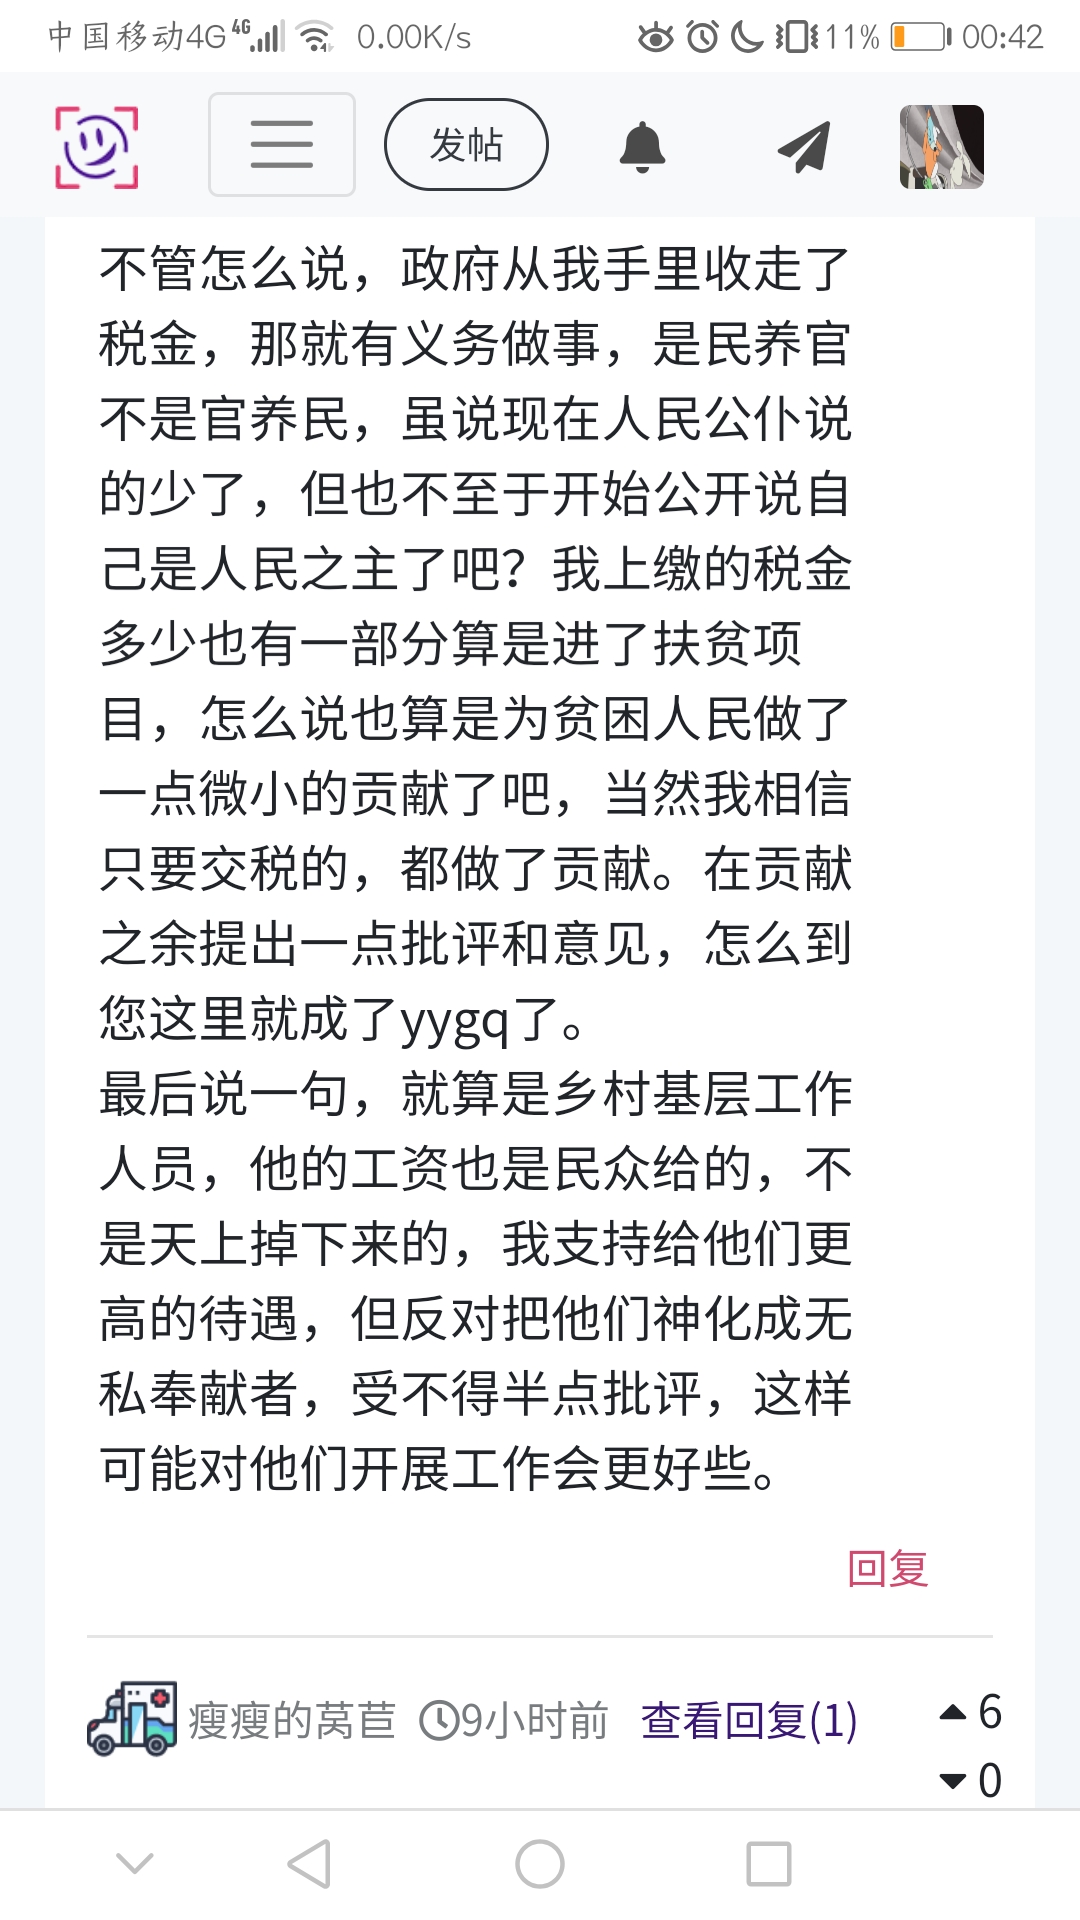 中国移动4G 4G 0.00K/s 11% 00:42
发帖
不管怎么说，政府从我手里收走了
税金，那就有义务做事，是民养官
不是官养民，虽说现在人民公仆说
的少了，但也不至于开始公开说自
己是人民之主了吧？我上缴的税金
多少也有一部分算是进了扶贫项
目，怎么说也算是为贫困人民做了
一点微小的贡献了吧，当然我相信
只要交税的，都做了贡献。在贡献
之余提出一点批评和意见，怎么到
您这里就成了yygq了。
最后说一句，就算是乡村基层工作
人员，他的工资也是民众给的，不
是天上掉下来的，我支持给他们更
高的待遇，但反对把他们神化成无
私奉献者，受不得半点批评，这样
可能对他们开展工作会更好些。
回复
瘦瘦的莴苣 9小时前 查看回复(1) 6
0